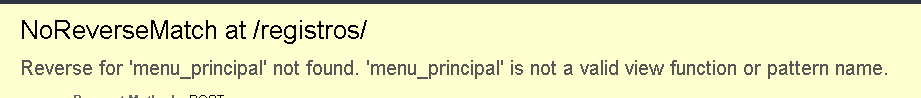 NoReverseMatch at /registros/
Reverse for 'menu_principal' not found. 'menu_principal' is not a valid view function or pattern name.